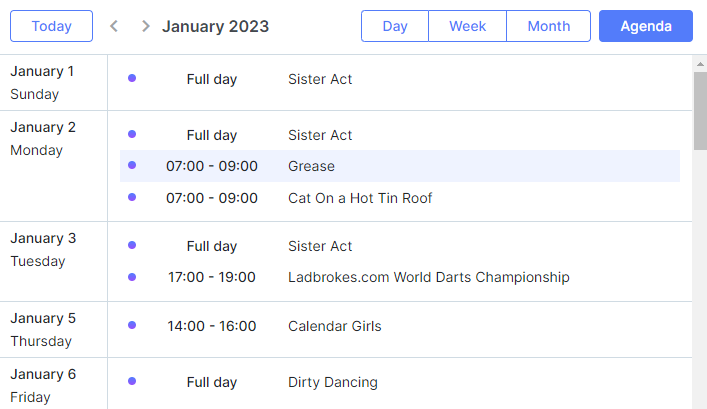 Today January 2023 Day Week Month Agenda
January 1 Full day Sister Act
Sunday
January 2 Full day Sister Act
Monday
07:00 - 09:00 Grease
07:00 - 09:00 Cat On a Hot Tin Roof
January 3 Full day Sister Act
Tuesday
17:00 - 19:00 Ladbrokes.com World Darts Championship
January 5 14:00 - 16:00 Calendar Girls
Thursday
January 6 Full day Dirty Dancing
Friday